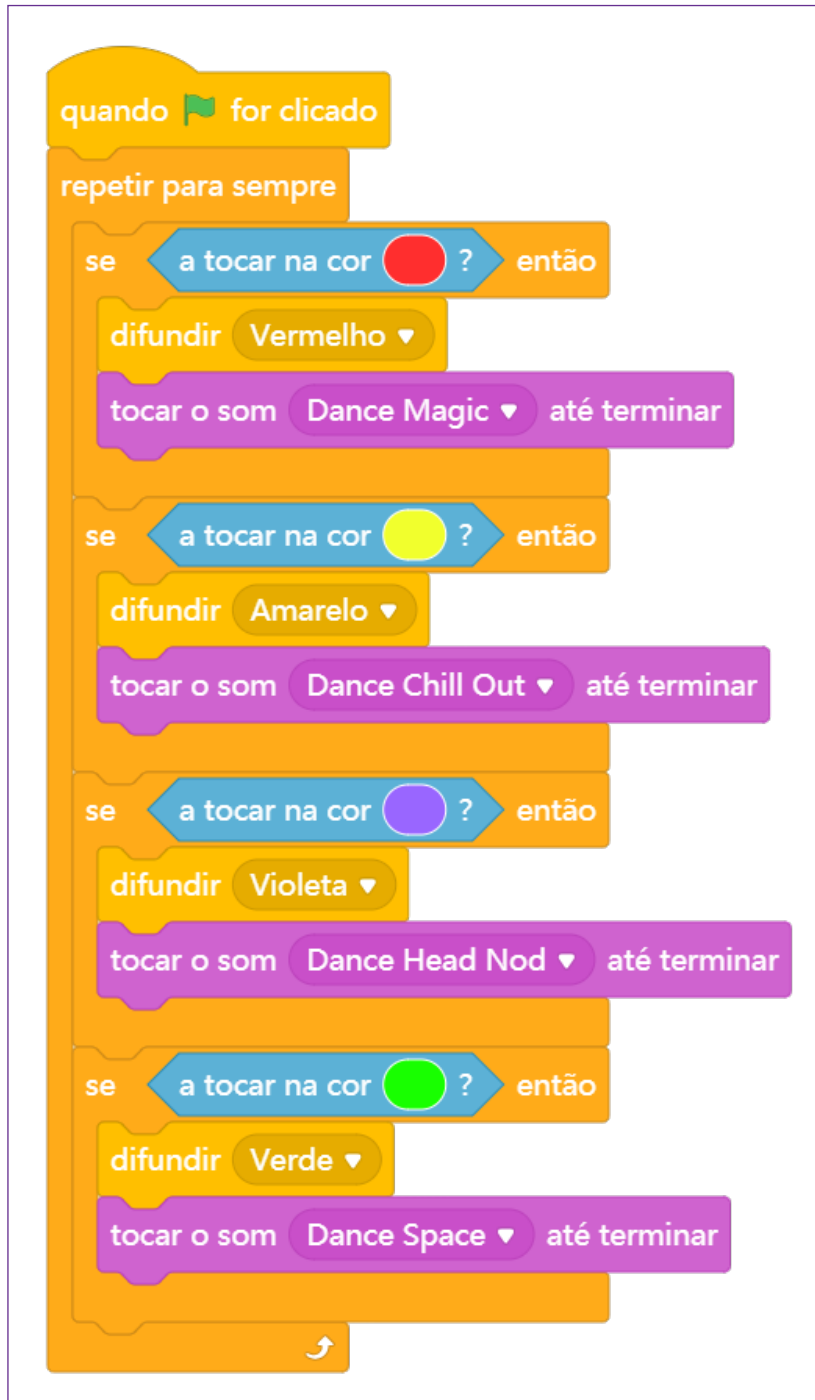 quando for clicado
repetir para sempre
se a tocar na cor ? então
difundir Vermelho
tocar o som Dance Magic até terminar
se a tocar na cor ? então
difundir Amarelo
tocar o som Dance Chill Out até terminar
se a tocar na cor ? então
difundir Violeta
tocar o som Dance Head Nod até terminar
se a tocar na cor ? então
difundir Verde
tocar o som Dance Space até terminar